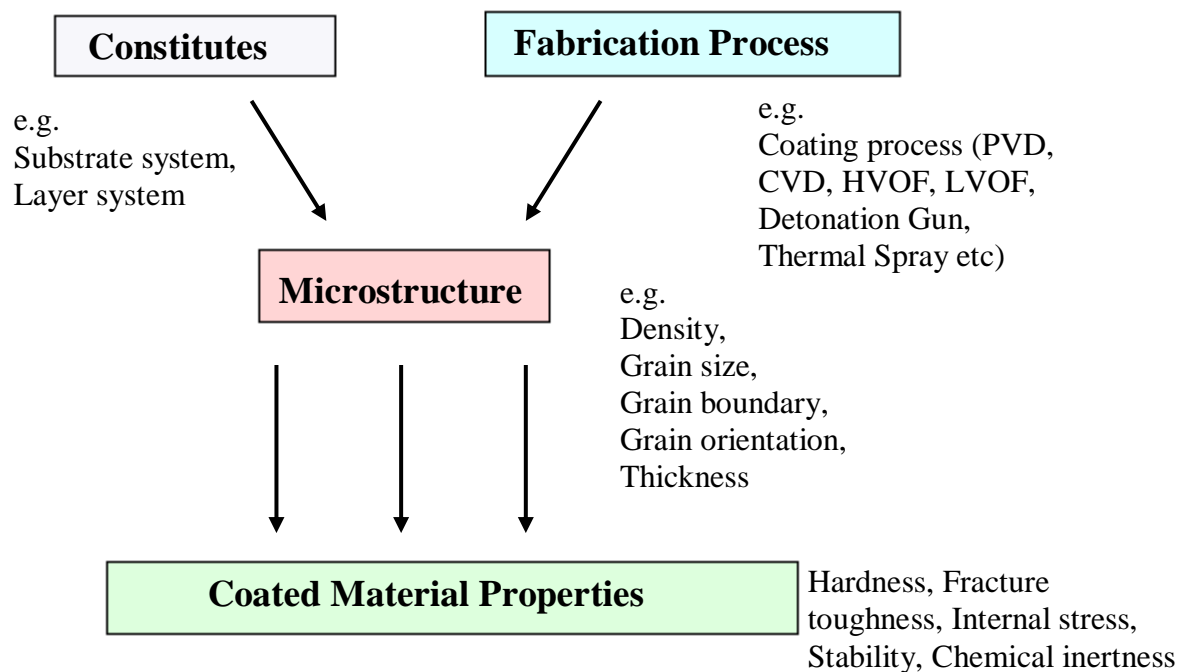 Constitutes
Fabrication Process
e.g.
Substrate system,
Layer system
e.g.
Coating process (PVD,
CVD, HVOF, LVOF,
Detonation Gun,
Thermal Spray etc)
Microstructure
e.g.
Density,
Grain size,
Grain boundary,
Grain orientation,
Thickness
Coated Material Properties
Hardness, Fracture
toughness, Internal stress,
Stability, Chemical inertness